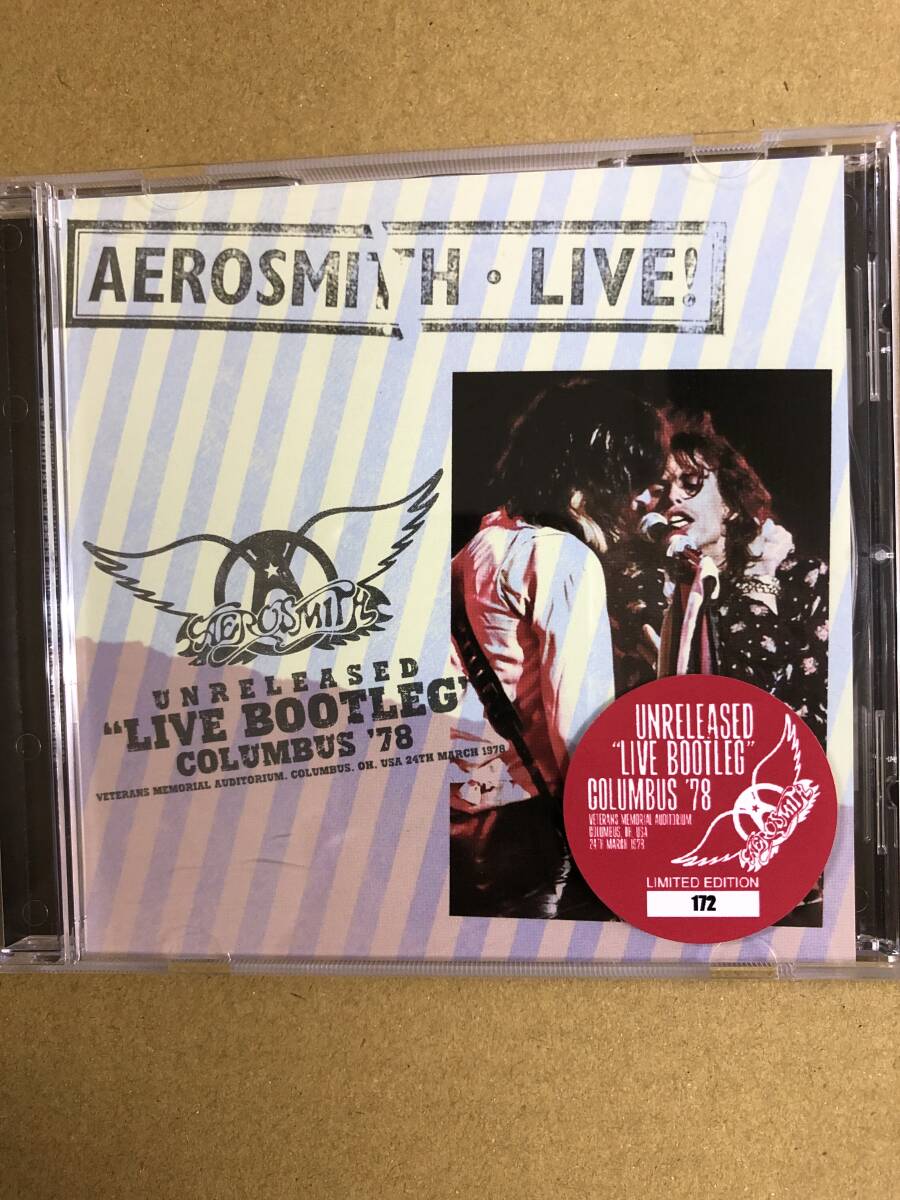 AEROSMITH • LIVE!
AEROSMITH
UNRELEASED
“LIVE BOOTLEG”
COLUMBUS '78
VETERANS MEMORIAL AUDITORIUM, COLUMBUS, OH, USA 24TH MARCH 1978
UNRELEASED
“LIVE BOOTLEG”
COLUMBUS '78
VETERANS MEMORIAL AUDITORIUM
COLUMBUS, OH, USA
24TH MARCH 1978
AEROSMITH
LIMITED EDITION
172